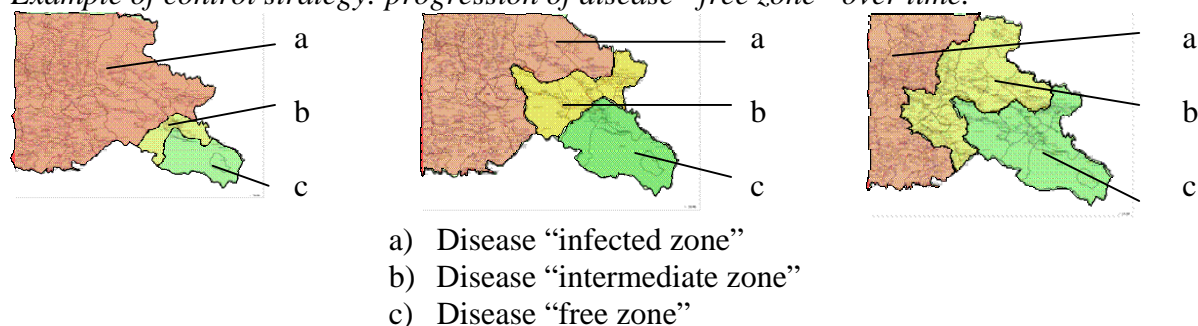 Example of control strategy: progression of disease "free zone" over time.
a a a
b b b
c c c
a) Disease “infected zone”
b) Disease “intermediate zone”
c) Disease “free zone”